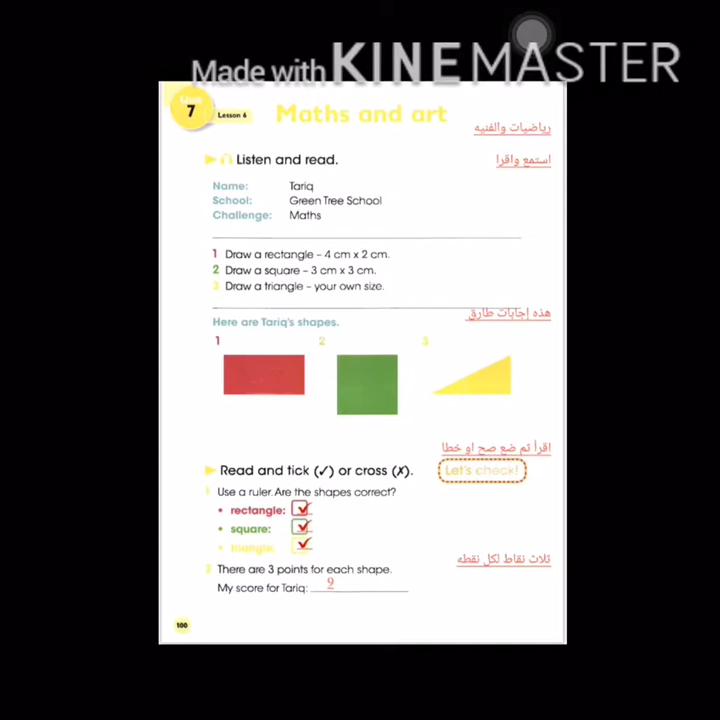 Made with KINEMASTER
Unit
7
Lesson 6
Maths and art
رياضيات والفنيه
Listen and read.
استمع واقرا
Name: Tariq
School: Green Tree School
Challenge: Maths
1 Draw a rectangle – 4 cm x 2 cm.
2 Draw a square – 3 cm x 3 cm.
3 Draw a triangle – your own size.
هذه إجابات طارق
Here are Tariq's shapes.
1 2 3
اقرأ ثم ضع صح او خطا
Read and tick (✓) or cross (✗).
Let's check!
1 Use a ruler. Are the shapes correct?
• rectangle: ✓
• square: ✓
• triangle: ✓
ثلاث نقاط لكل نقطه
2 There are 3 points for each shape.
My score for Tariq: 9
100